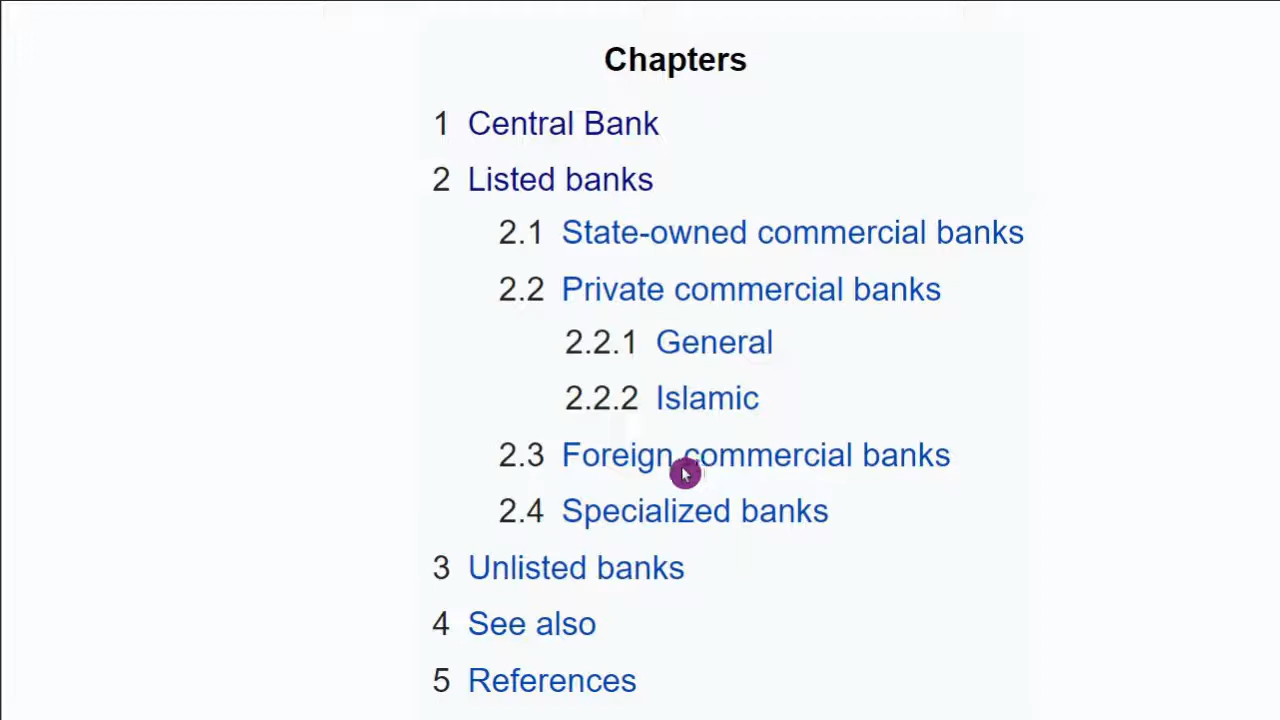 Chapters
1 Central Bank
2 Listed banks
2.1 State-owned commercial banks
2.2 Private commercial banks
2.2.1 General
2.2.2 Islamic
2.3 Foreign commercial banks
2.4 Specialized banks
3 Unlisted banks
4 See also
5 References